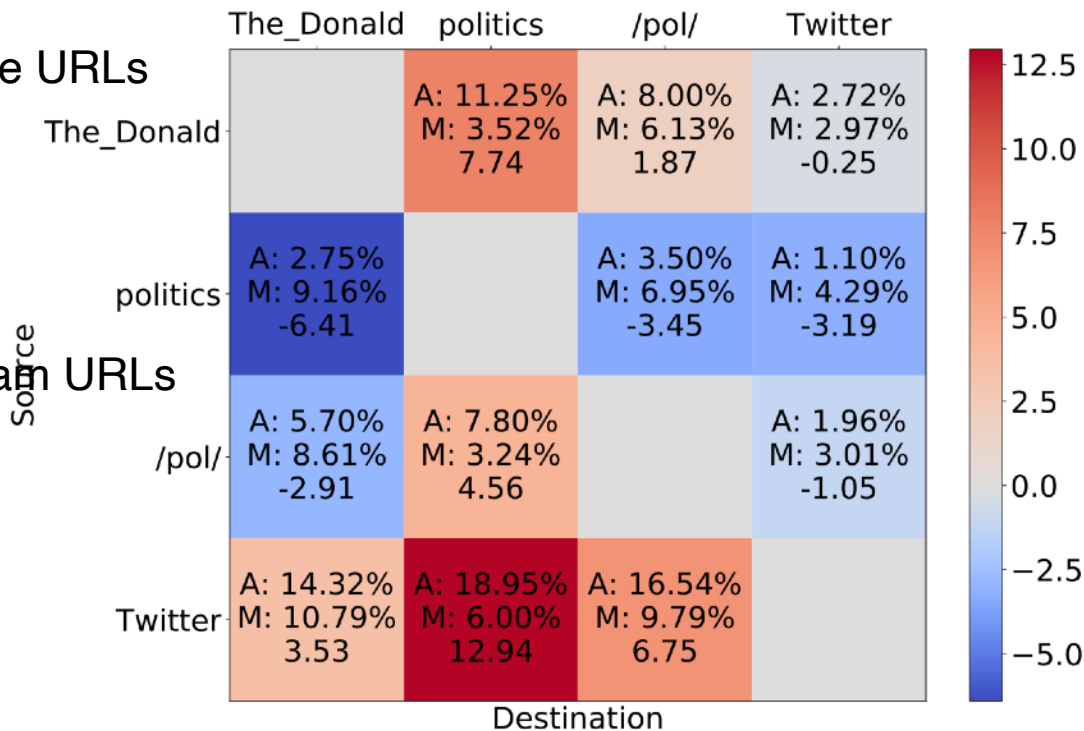 The_Donald politics /pol/ Twitter
e URLs
The_Donald
A: 11.25% A: 8.00% A: 2.72%
M: 3.52% M: 6.13% M: 2.97%
7.74 1.87 -0.25
politics
A: 2.75% A: 3.50% A: 1.10%
M: 9.16% M: 6.95% M: 4.29%
-6.41 -3.45 -3.19
Source
am URLs
/pol/
A: 5.70% A: 7.80% A: 1.96%
M: 8.61% M: 3.24% M: 3.01%
-2.91 4.56 -1.05
Twitter
A: 14.32% A: 18.95% A: 16.54%
M: 10.79% M: 6.00% M: 9.79%
3.53 12.94 6.75
Destination
12.5
10.0
7.5
5.0
2.5
0.0
−2.5
−5.0